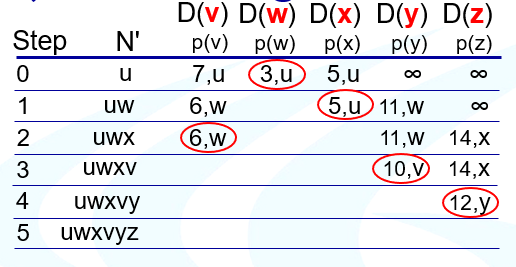 D(v) D(w) D(x) D(y) D(z)
Step N' p(v) p(w) p(x) p(y) p(z)
0 u 7,u 3,u 5,u ∞ ∞
1 uw 6,w 5,u 11,w ∞
2 uwx 6,w 11,w 14,x
3 uwxv 10,v 14,x
4 uwxvy 12,y
5 uwxvyz